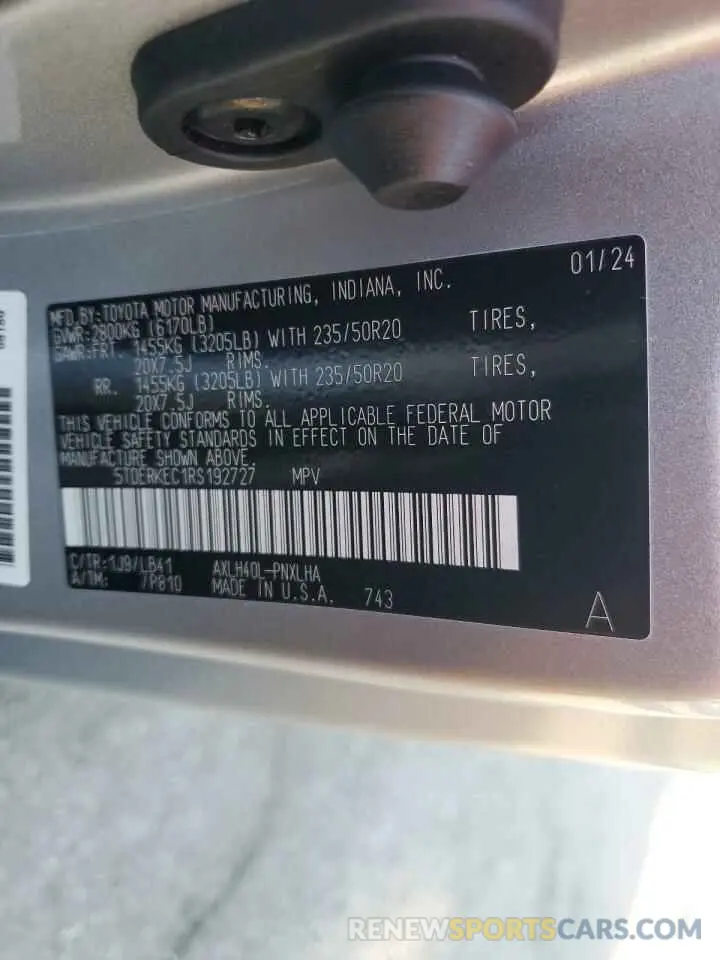 01/24
MFD.BY:TOYOTA MOTOR MANUFACTURING, INDIANA, INC.
GVWR:2800KG (6170LB)
GAWR:FRT. 1455KG (3205LB) WITH 235/50R20 TIRES,
20X7.5J RIMS.
RR. 1455KG (3205LB) WITH 235/50R20 TIRES,
20X7.5J RIMS.
THIS VEHICLE CONFORMS TO ALL APPLICABLE FEDERAL MOTOR
VEHICLE SAFETY STANDARDS IN EFFECT ON THE DATE OF
MANUFACTURE SHOWN ABOVE.
5TDERKEC1RS192727 MPV
C/TR:1J9/LB41 AXLH40L-PNXLHA
A/TM: 7P810 MADE IN U.S.A. 743
A
RENEWSPORTSCARS.COM